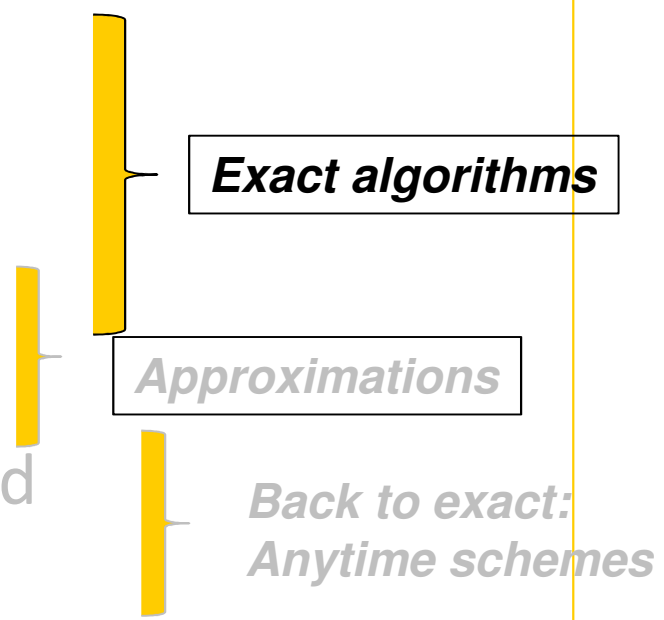 Exact algorithms
Approximations
d
Back to exact:
Anytime schemes